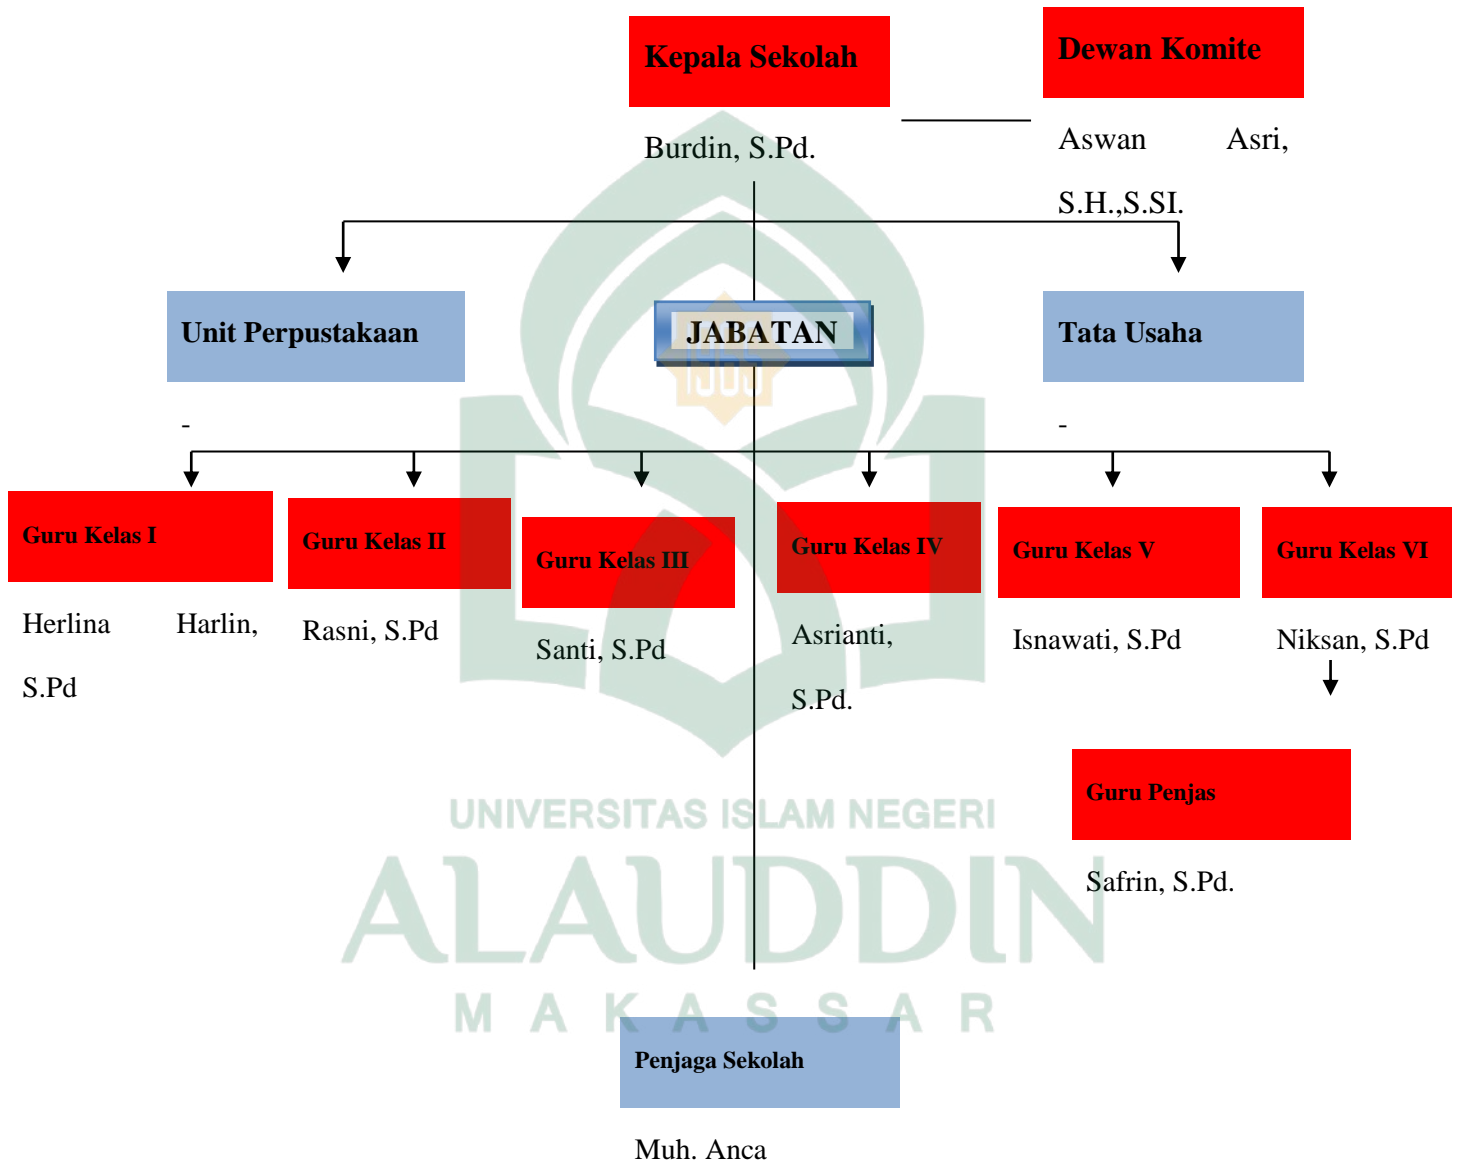 Kepala Sekolah
Burdin, S.Pd.
Dewan Komite
Aswan Asri,
S.H.,S.SI.
Unit Perpustakaan
-
JABATAN
Tata Usaha
-
Guru Kelas I
Herlina Harlin,
S.Pd
Guru Kelas II
Rasni, S.Pd
Guru Kelas III
Santi, S.Pd
Guru Kelas IV
Asrianti,
S.Pd.
Guru Kelas V
Isnawati, S.Pd
Guru Kelas VI
Niksan, S.Pd
Guru Penjas
Safrin, S.Pd.
UNIVERSITAS ISLAM NEGERI
ALAUDDIN
MAKASSAR
Penjaga Sekolah
Muh. Anca